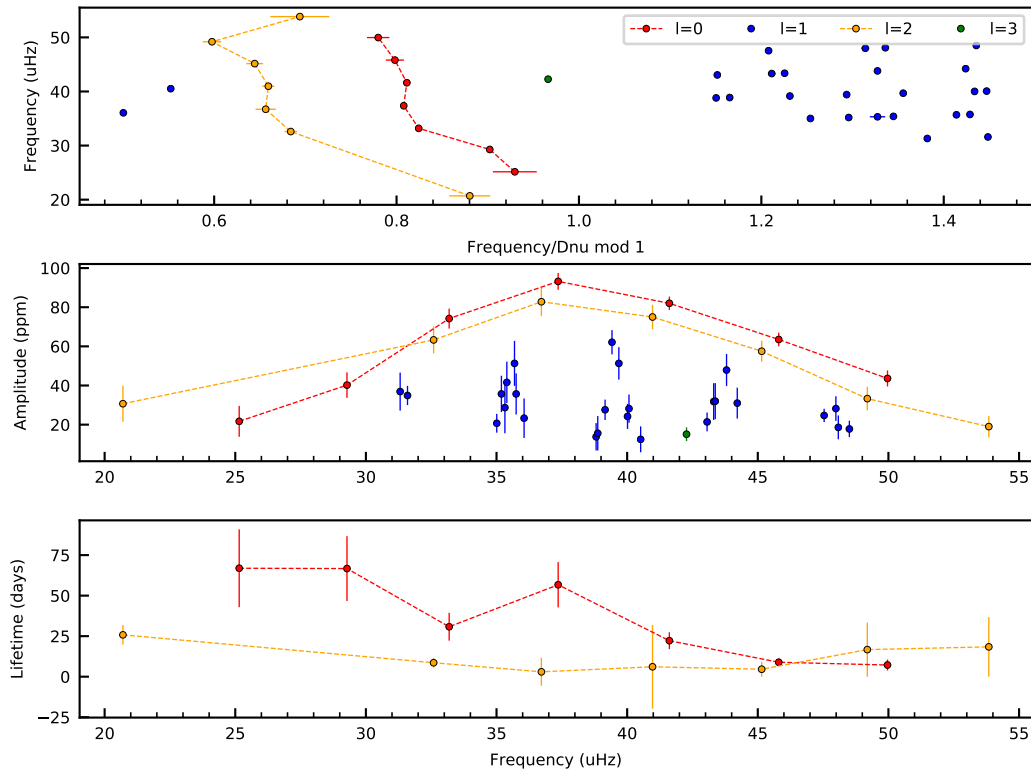 l=0 l=1 l=2 l=3
Frequency (uHz)
50
40
30
20
0.6 0.8 1.0 1.2 1.4
Frequency/Dnu mod 1
Amplitude (ppm)
100
80
60
40
20
20 25 30 35 40 45 50 55
Lifetime (days)
75
50
25
0
−25
20 25 30 35 40 45 50 55
Frequency (uHz)